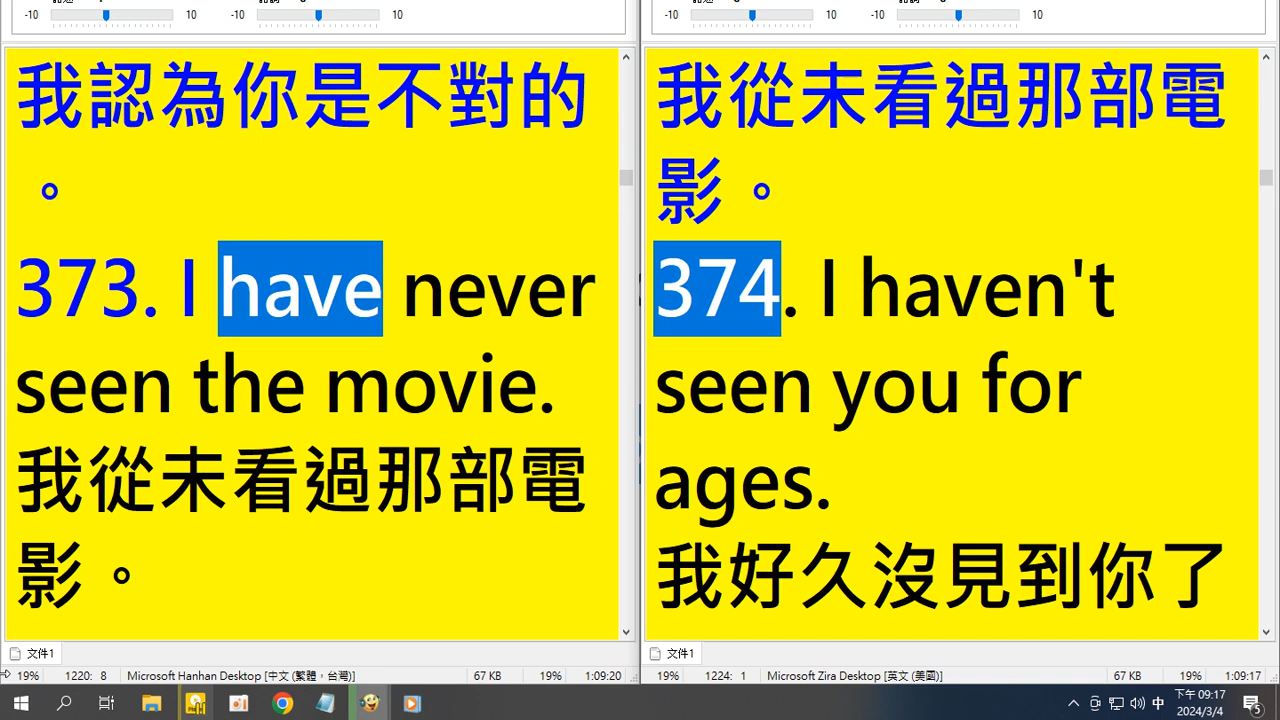 -10 10 -10 10
我認為你是不對的
。
373. I have never
seen the movie.
我從未看過那部電
影。
文件1
19% 1220: 8 Microsoft Hanhan Desktop [中文 (繁體，台灣)] 67 KB 19% 1:09:20
-10 10 -10 10
我從未看過那部電
影。
374. I haven't
seen you for
ages.
我好久沒見到你了
文件1
19% 1224: 1 Microsoft Zira Desktop [英文 (美國)] 67 KB 19% 1:09:17
中
下午 09:17
2024/3/4
5